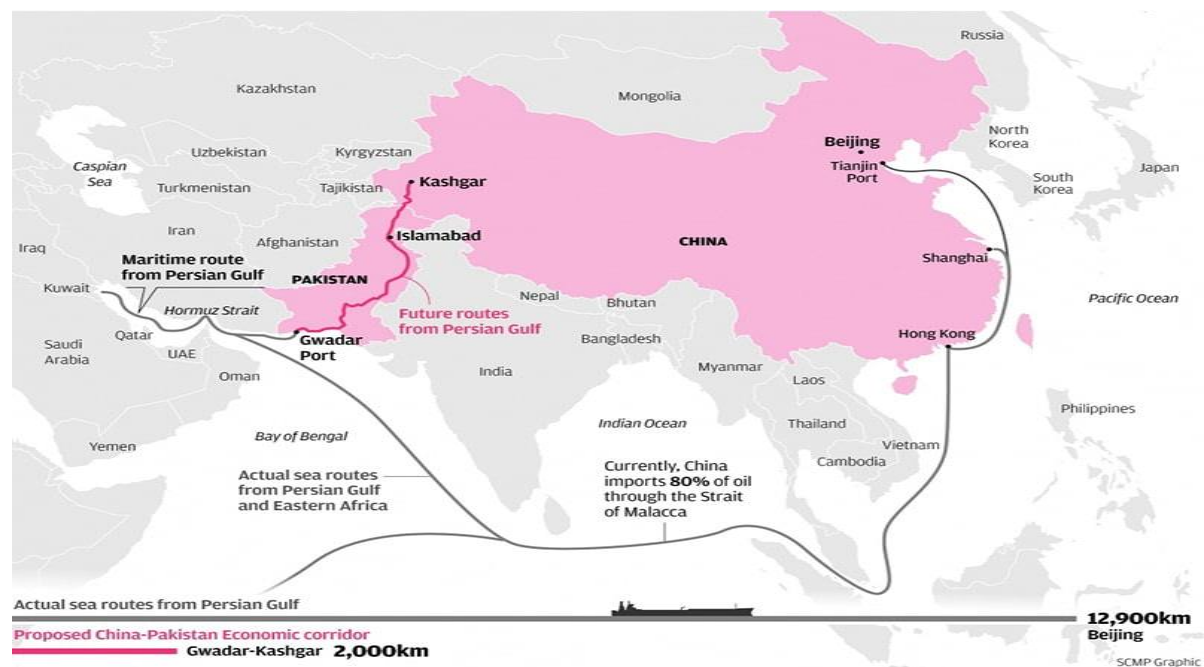 Russia
Kazakhstan
Mongolia
North
Korea
Beijing
Tianjin
Port
Japan
South
Korea
Caspian
Sea
Uzbekistan
Kyrgyzstan
Turkmenistan
Tajikistan
Kashgar
Iran
Afghanistan
Islamabad
CHINA
Iraq
Maritime route
from Persian Gulf
PAKISTAN
Shanghai
Kuwait
Hormuz Strait
Future routes
from Persian Gulf
Nepal
Bhutan
Pacific Ocean
Qatar
Gwadar
Port
Bangladesh
Hong Kong
Saudi
Arabia
UAE
Oman
India
Myanmar
Laos
Philippines
Yemen
Bay of Bengal
Indian Ocean
Thailand
Vietnam
Cambodia
Actual sea routes
from Persian Gulf
and Eastern Africa
Currently, China
imports 80% of oil
through the Strait
of Malacca
Actual sea routes from Persian Gulf
12,900km
Beijing
Proposed China-Pakistan Economic corridor
Gwadar-Kashgar 2,000km
SCMP Graphic